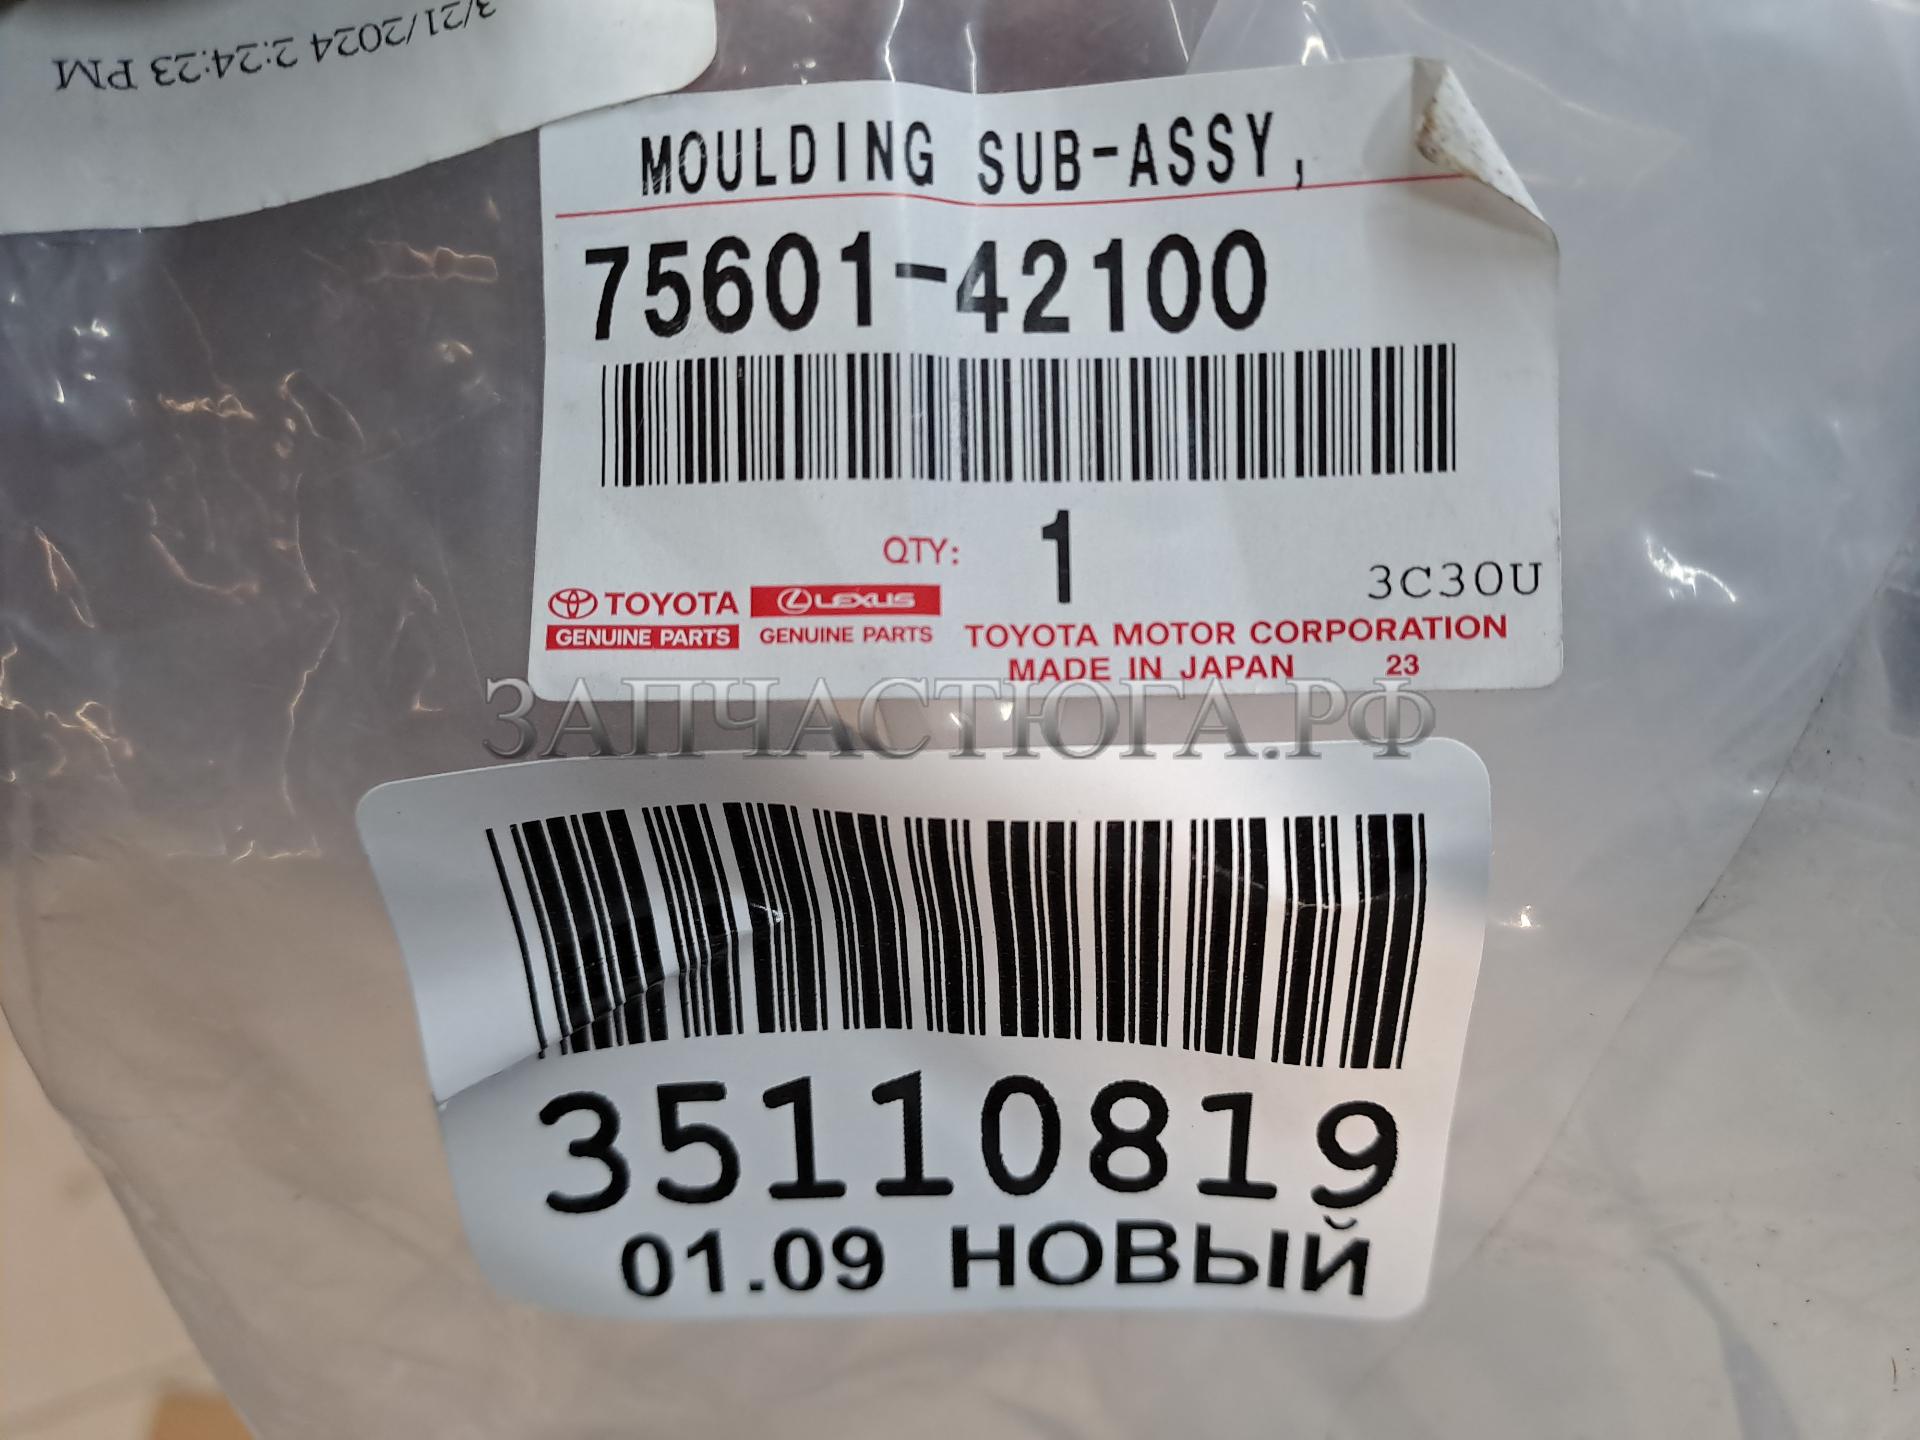 3/21/2024 2:24:23 PM
MOULDING SUB-ASSY,
75601-42100
QTY: 1
3C30U
TOYOTA LEXUS
GENUINE PARTS GENUINE PARTS
TOYOTA MOTOR CORPORATION
MADE IN JAPAN 23
ЗАПЧАСТЮГА.РФ
35110819
01.09 НОВЫЙ